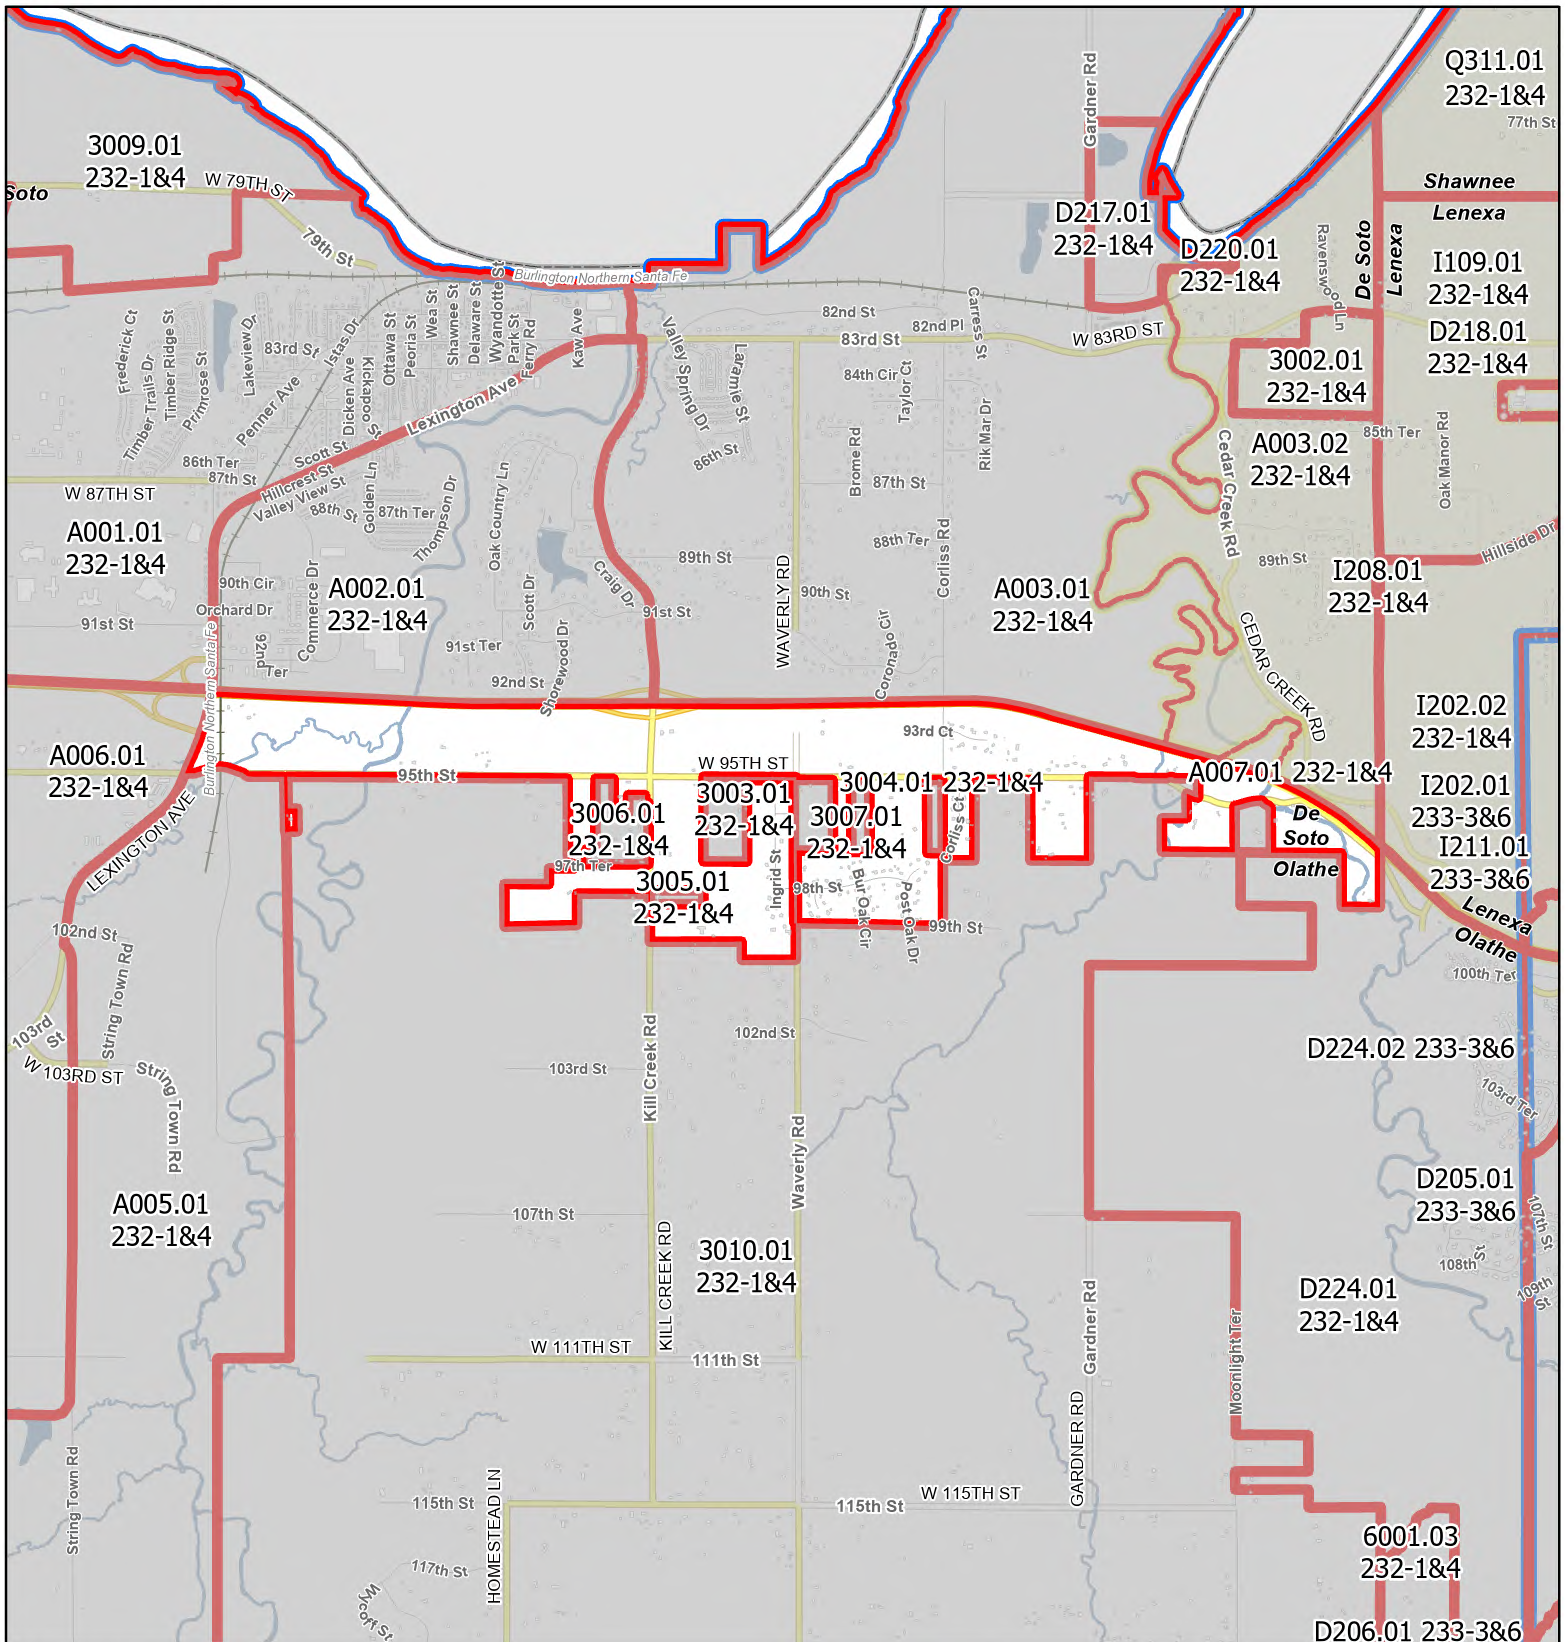 Q311.01
232-1&4
77th St
Gardner Rd
3009.01
232-1&4
W 79TH ST
Soto
79th St
Shawnee
Lenexa
D217.01
232-1&4
D220.01
232-1&4
De Soto
Lenexa
Ravenswood Ln
I109.01
232-1&4
Burlington Northern Santa Fe
D218.01
232-1&4
Frederick Ct
Timber Trails Dr
Timber Ridge St
Primrose St
Lakeview Dr
83rd St
Istas Dr
Penner Ave
Dicken Ave
Kickapoo St
Ottawa St
Peoria St
Wea St
Shawnee St
Delaware St
Wyandotte St
Park St
Ferry Rd
Kaw Ave
Valley Spring Dr
Laramie St
82nd St
82nd Pl
83rd St
Carress St
W 83RD ST
84th Cir
Taylor Ct
3002.01
232-1&4
Lexington Ave
86th Ter
87th St
Scott St
Hillcrest St
Valley View St
88th St
Golden Ln
87th Ter
Thompson Dr
Oak Country Ln
86th St
Brome Rd
87th St
Rik Mar Dr
Cedar Creek Rd
A003.02
232-1&4
85th Ter
Oak Manor Rd
W 87TH ST
A001.01
232-1&4
88th Ter
Corliss Rd
89th St
89th St
Hillside Dr
I208.01
232-1&4
90th Cir
Orchard Dr
Commerce Dr
A002.01
232-1&4
Scott Dr
Craig Dr
91st St
WAVERLY RD
90th St
A003.01
232-1&4
91st St
92nd Ter
91st Ter
92nd St
Shorewood Dr
Coronado Cir
CEDAR CREEK RD
Burlington Northern Santa Fe
I202.02
232-1&4
93rd Ct
A006.01
232-1&4
95th St
W 95TH ST
3004.01 232-1&4
A007.01 232-1&4
I202.01
233-3&6
LEXINGTON AVE
3006.01
232-1&4
3003.01
232-1&4
3007.01
232-1&4
Corliss Ct
De
Soto
Olathe
I211.01
233-3&6
97th Ter
3005.01
232-1&4
Ingrid St
98th St
Bur Oak Cir
Post Oak Dr
99th St
Lenexa
Olathe
102nd St
String Town Rd
100th Ter
103rd St
W 103RD ST
String Town Rd
103rd St
Kill Creek Rd
102nd St
D224.02 233-3&6
103rd Ter
Waverly Rd
A005.01
232-1&4
107th St
D205.01
233-3&6
107th St
108th St
109th St
3010.01
232-1&4
KILL CREEK RD
Gardner Rd
D224.01
232-1&4
W 111TH ST
111th St
Moonlight Ter
GARDNER RD
String Town Rd
115th St
HOMESTEAD LN
115th St
W 115TH ST
6001.03
232-1&4
117th St
Wycoff St
D206.01 233-3&6